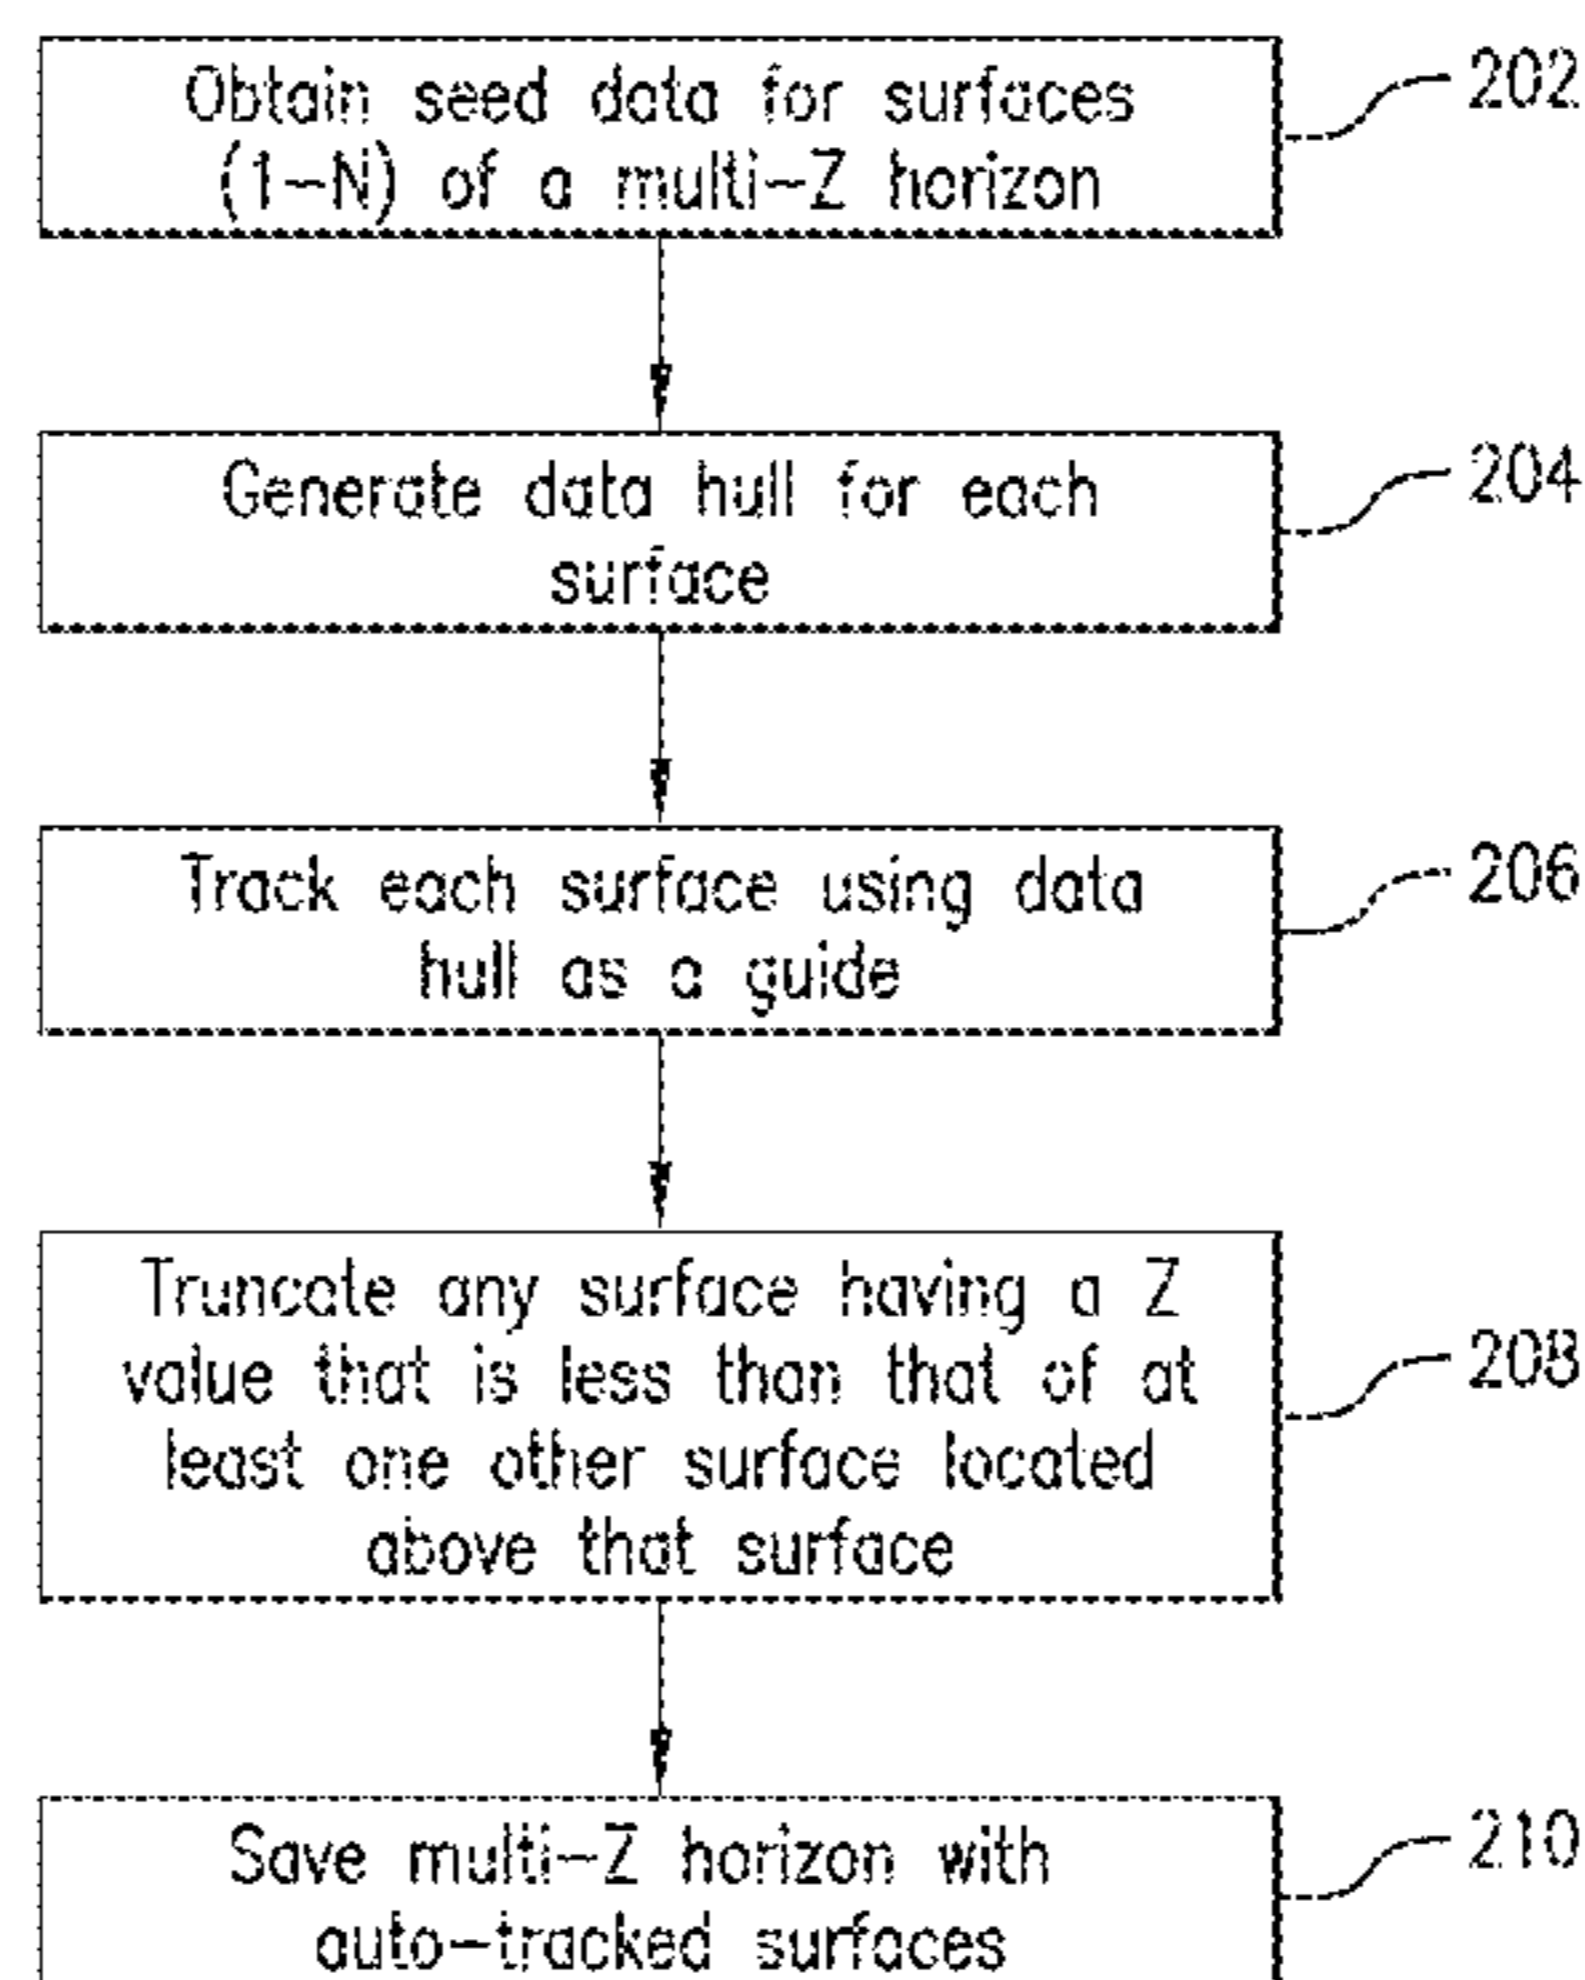 Obtain seed data for surfaces
(1-N) of a multi-Z horizon
202
Generate data hull for each
surface
204
Track each surface using data
hull as a guide
206
Truncate any surface having a Z
value that is less than that of at
least one other surface located
above that surface
208
Save multi-Z horizon with
auto-tracked surfaces
210